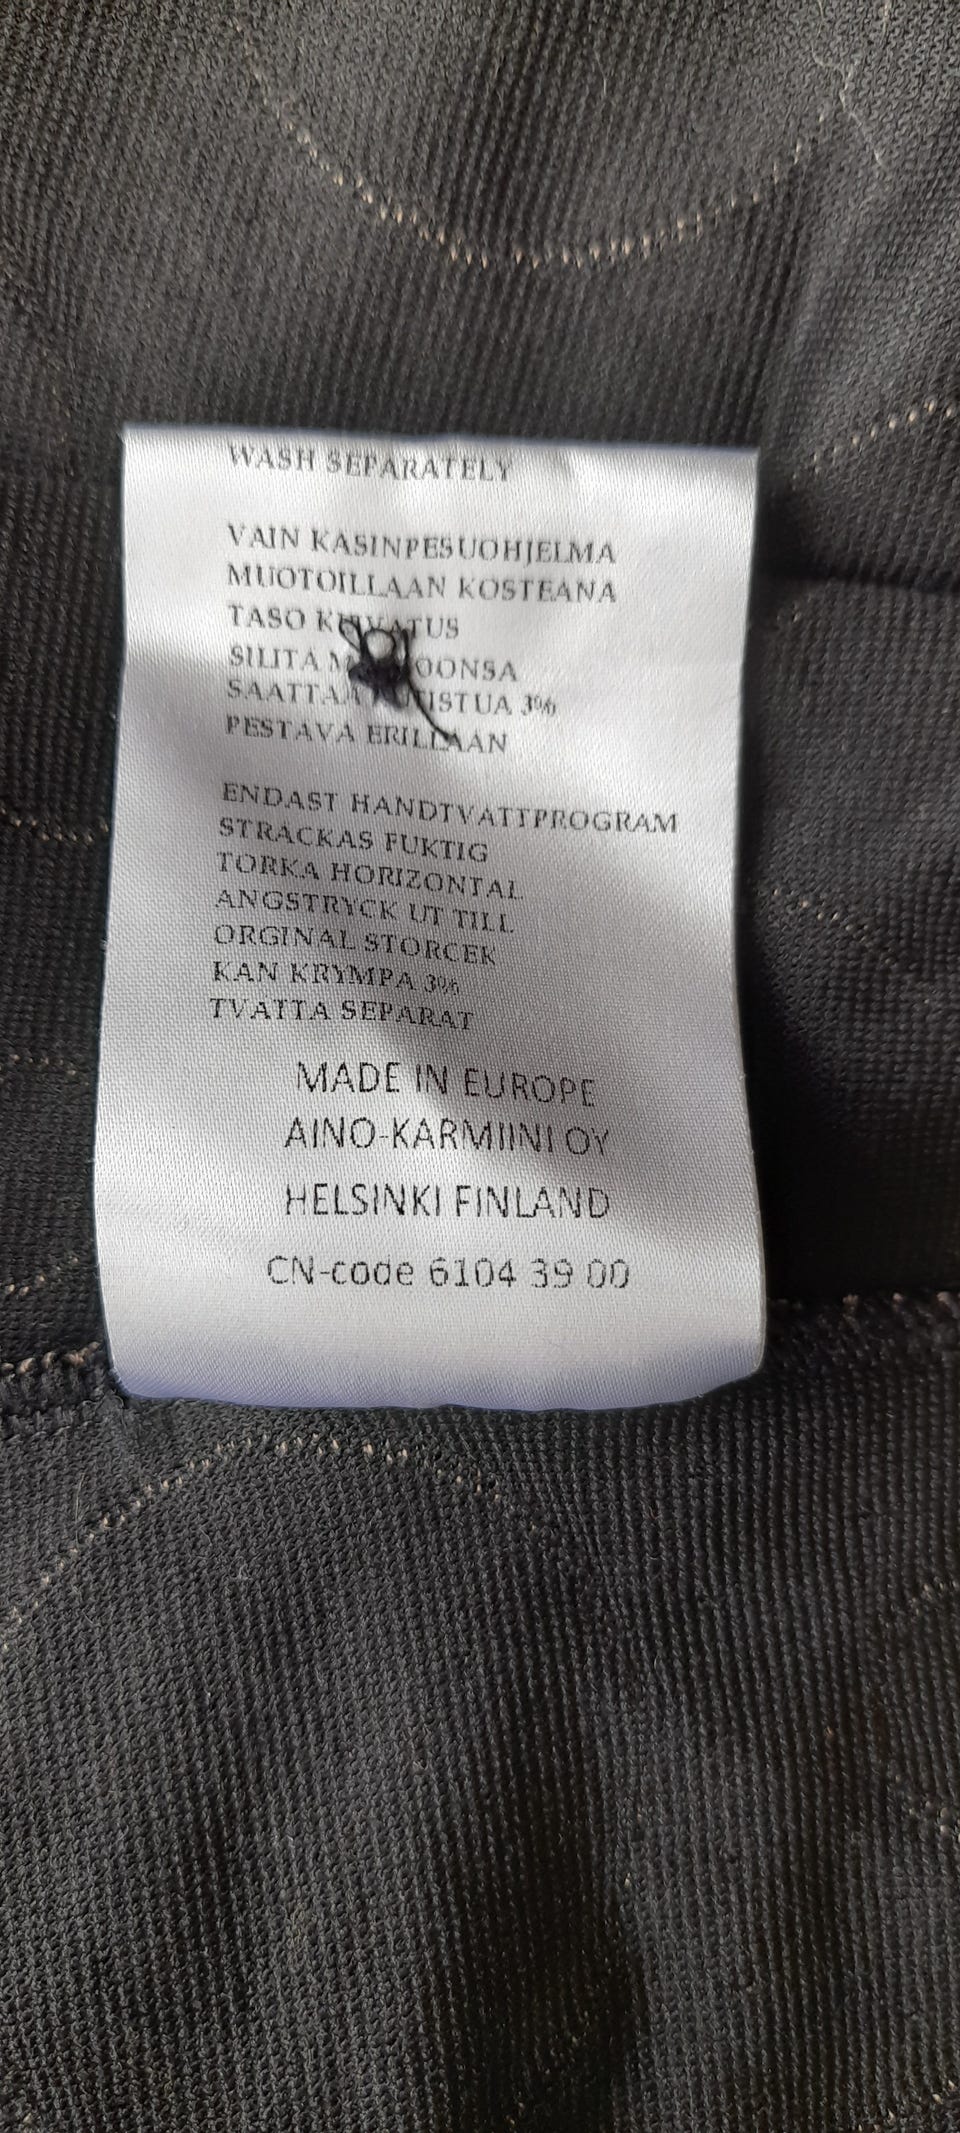 WASH SEPARATELY
VAIN KASINPESUOHJELMA
MUOTOILLAAN KOSTEANA
TASO
SILITA
SAATTAA 3%
PESTAVA ERILLAAN
ENDAST HANDTVATTPROGRAM
STRACKAS FUKTIG
TORKA HORIZONTAL
ANGSTRYCK UT TILL
ORGINAL STORCEK
KAN KRYMPA 3%
TVATTA SEPARAT
MADE IN EUROPE
AINO-KARMIINI OY
HELSINKI FINLAND
CN-code 6104 39 00